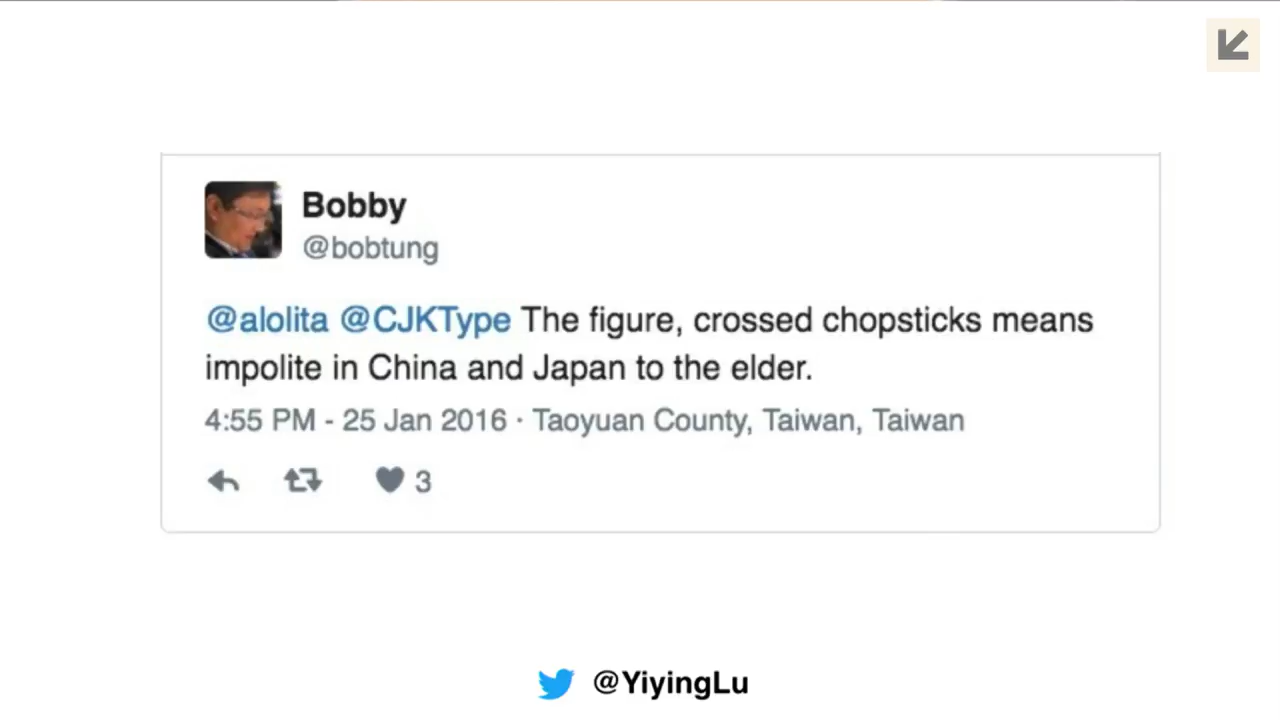 Bobby
@bobtung
@alolita @CJKType The figure, crossed chopsticks means
impolite in China and Japan to the elder.
4:55 PM - 25 Jan 2016 · Taoyuan County, Taiwan, Taiwan
3
@YiyingLu